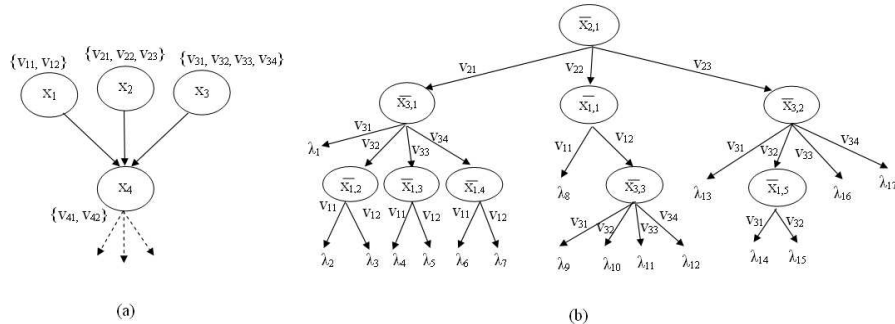 {V11, V12}
{V21, V22, V23}
{V31, V32, V33, V34}
X1
X2
X3
X4
{V41, V42}
(a)
X2,1
V21
V22
V23
X3,1
X1,1
X3,2
V31
V32
V33
V34
V11
V12
V31
V32
V33
V34
λ1
X1,2
X1,3
X1,4
λ8
X3,3
λ13
X1,5
λ16
λ17
V11
V12
V11
V12
V11
V12
V31
V32
V33
V34
V31
V32
λ2
λ3
λ4
λ5
λ6
λ7
λ9
λ10
λ11
λ12
λ14
λ15
(b)